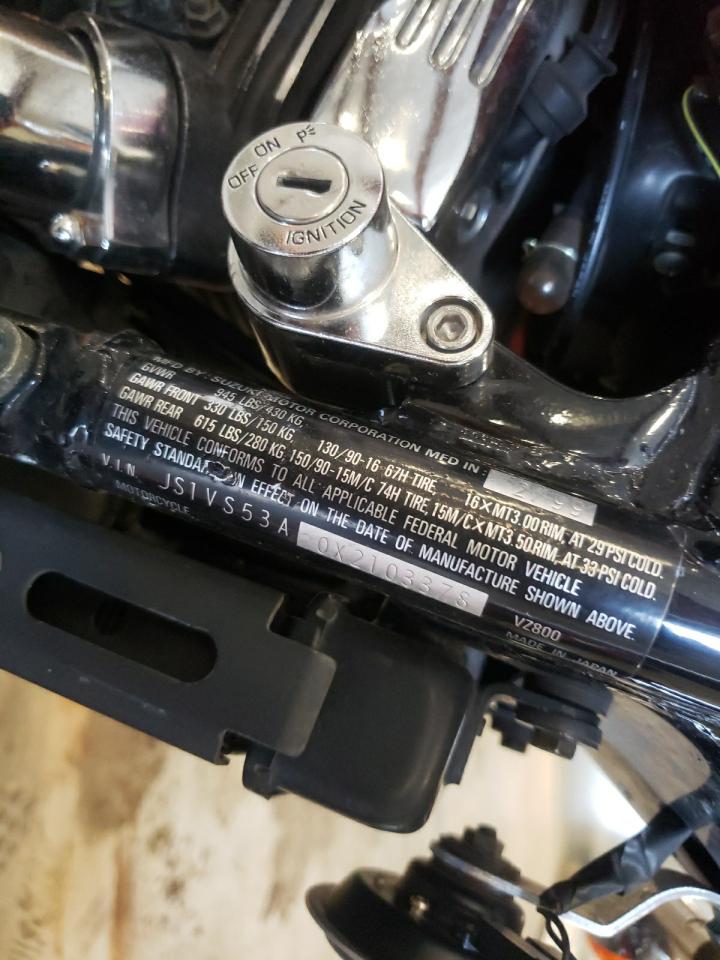 OFF ON P
IGNITION
MFD BY: SUZUKI MOTOR CORPORATION MED IN: 2/99
GVWR 945 LBS/430 KG.
GAWR FRONT 330 LBS/150 KG. 130/90-16 67H TIRE, 16×MT3.00 RIM, AT 29 PSI COLD.
GAWR REAR 615 LBS/280 KG, 150/90-15M/C 74H TIRE, 15M/C×MT3.50 RIM, AT 33 PSI COLD.
THIS VEHICLE CONFORMS TO ALL APPLICABLE FEDERAL MOTOR VEHICLE
SAFETY IN EFFECT ON THE DATE OF MANUFACTURE SHOWN ABOVE.
V.I.N. JS1VS53A 0X2103378
MOTORCYCLE VZ800
MADE IN JAPAN